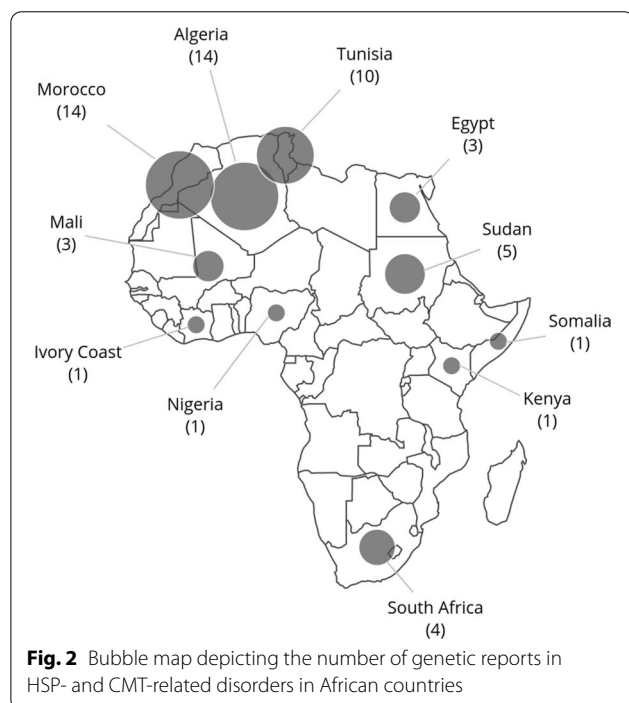 Algeria
(14)
Tunisia
(10)
Morocco
(14)
Egypt
(3)
Mali
(3)
Sudan
(5)
Somalia
(1)
Ivory Coast
(1)
Kenya
(1)
Nigeria
(1)
South Africa
(4)
Fig. 2 Bubble map depicting the number of genetic reports in
HSP- and CMT-related disorders in African countries